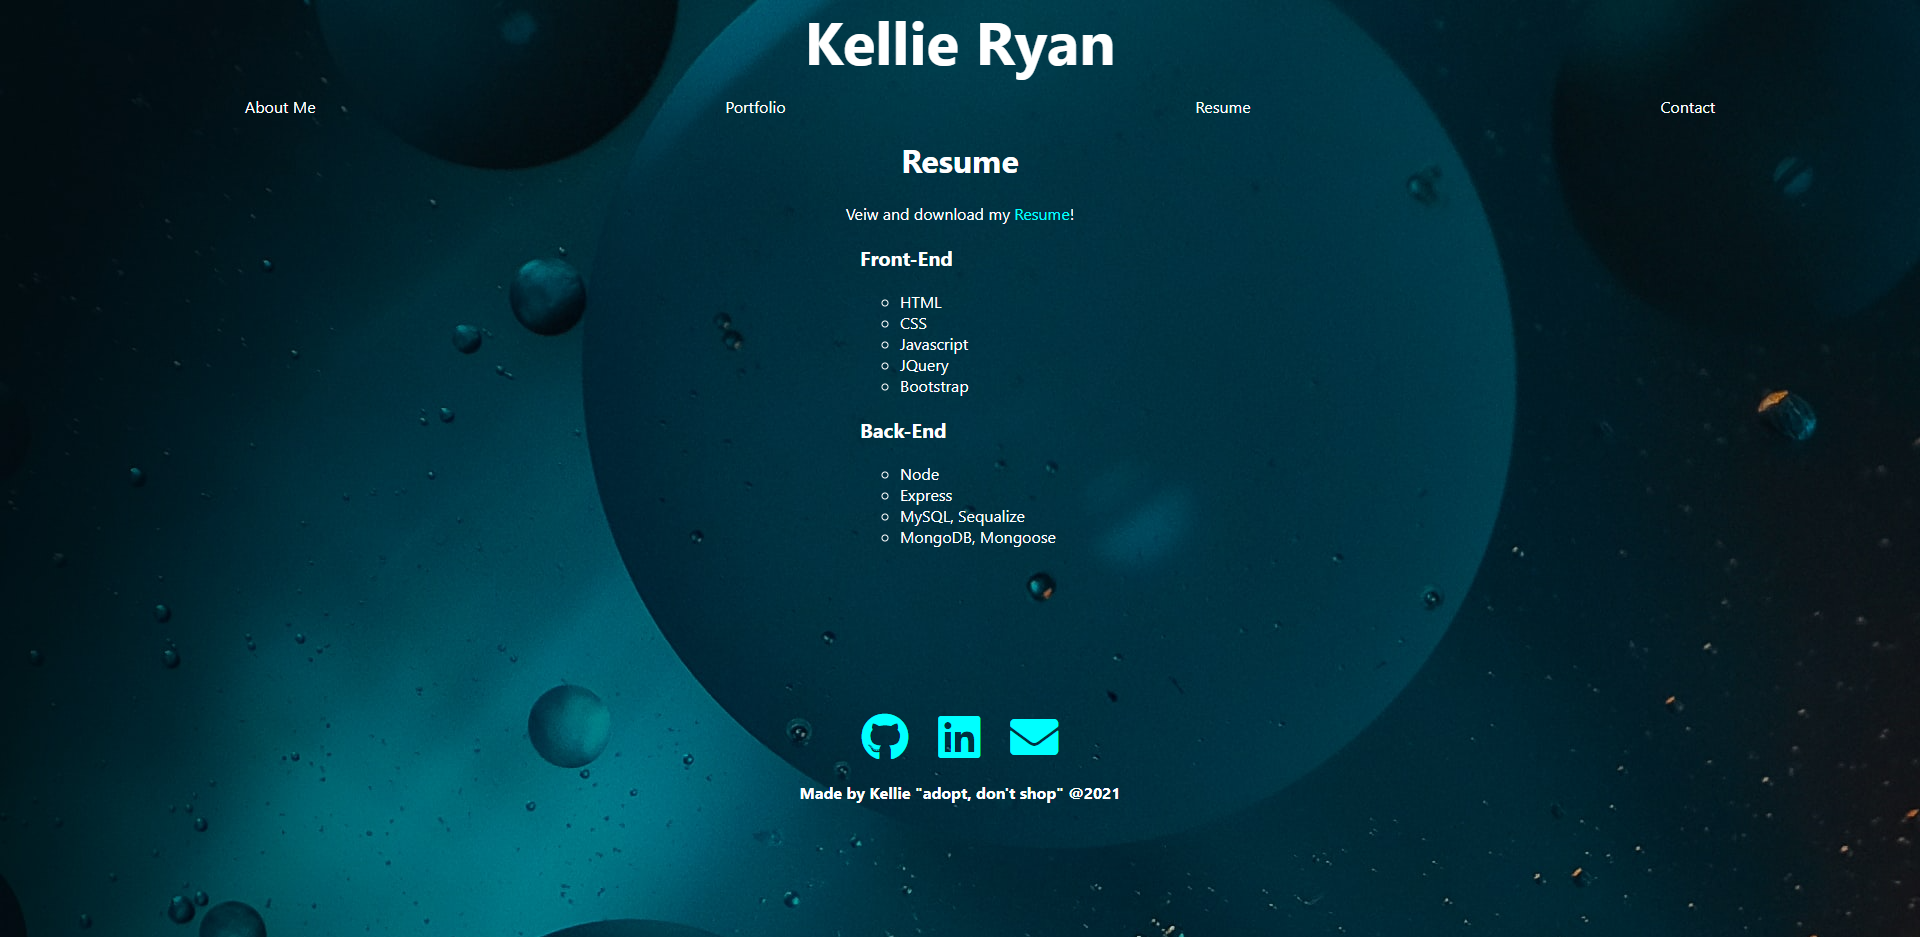 Kellie Ryan
About Me Portfolio Resume Contact
Resume
Veiw and download my Resume!
Front-End
HTML
CSS
Javascript
JQuery
Bootstrap
Back-End
Node
Express
MySQL, Sequalize
MongoDB, Mongoose
in
Made by Kellie "adopt, don't shop" @2021